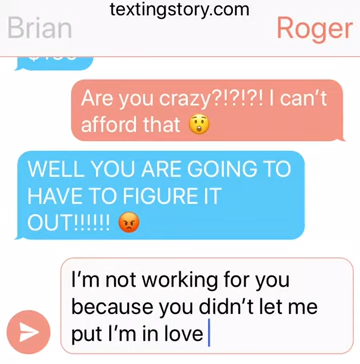 textingstory.com
Brian Roger
Are you crazy?!?!?! I can't
afford that 😲
WELL YOU ARE GOING TO
HAVE TO FIGURE IT
OUT!!!!!! 😡
I'm not working for you
because you didn't let me
put I'm in love